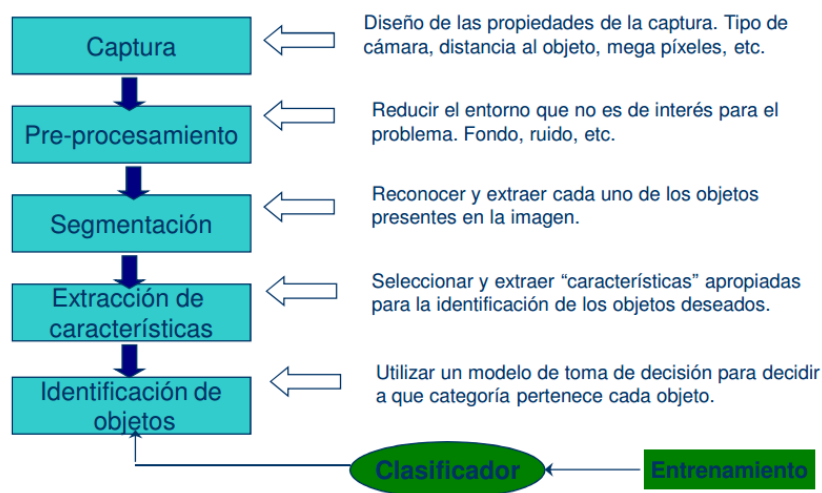 Captura
Diseño de las propiedades de la captura. Tipo de
cámara, distancia al objeto, mega píxeles, etc.
Pre-procesamiento
Reducir el entorno que no es de interés para el
problema. Fondo, ruido, etc.
Segmentación
Reconocer y extraer cada uno de los objetos
presentes en la imagen.
Extracción de
características
Seleccionar y extraer “características” apropiadas
para la identificación de los objetos deseados.
Identificación de
objetos
Utilizar un modelo de toma de decisión para decidir
a que categoría pertenece cada objeto.
Clasificador
Entrenamiento